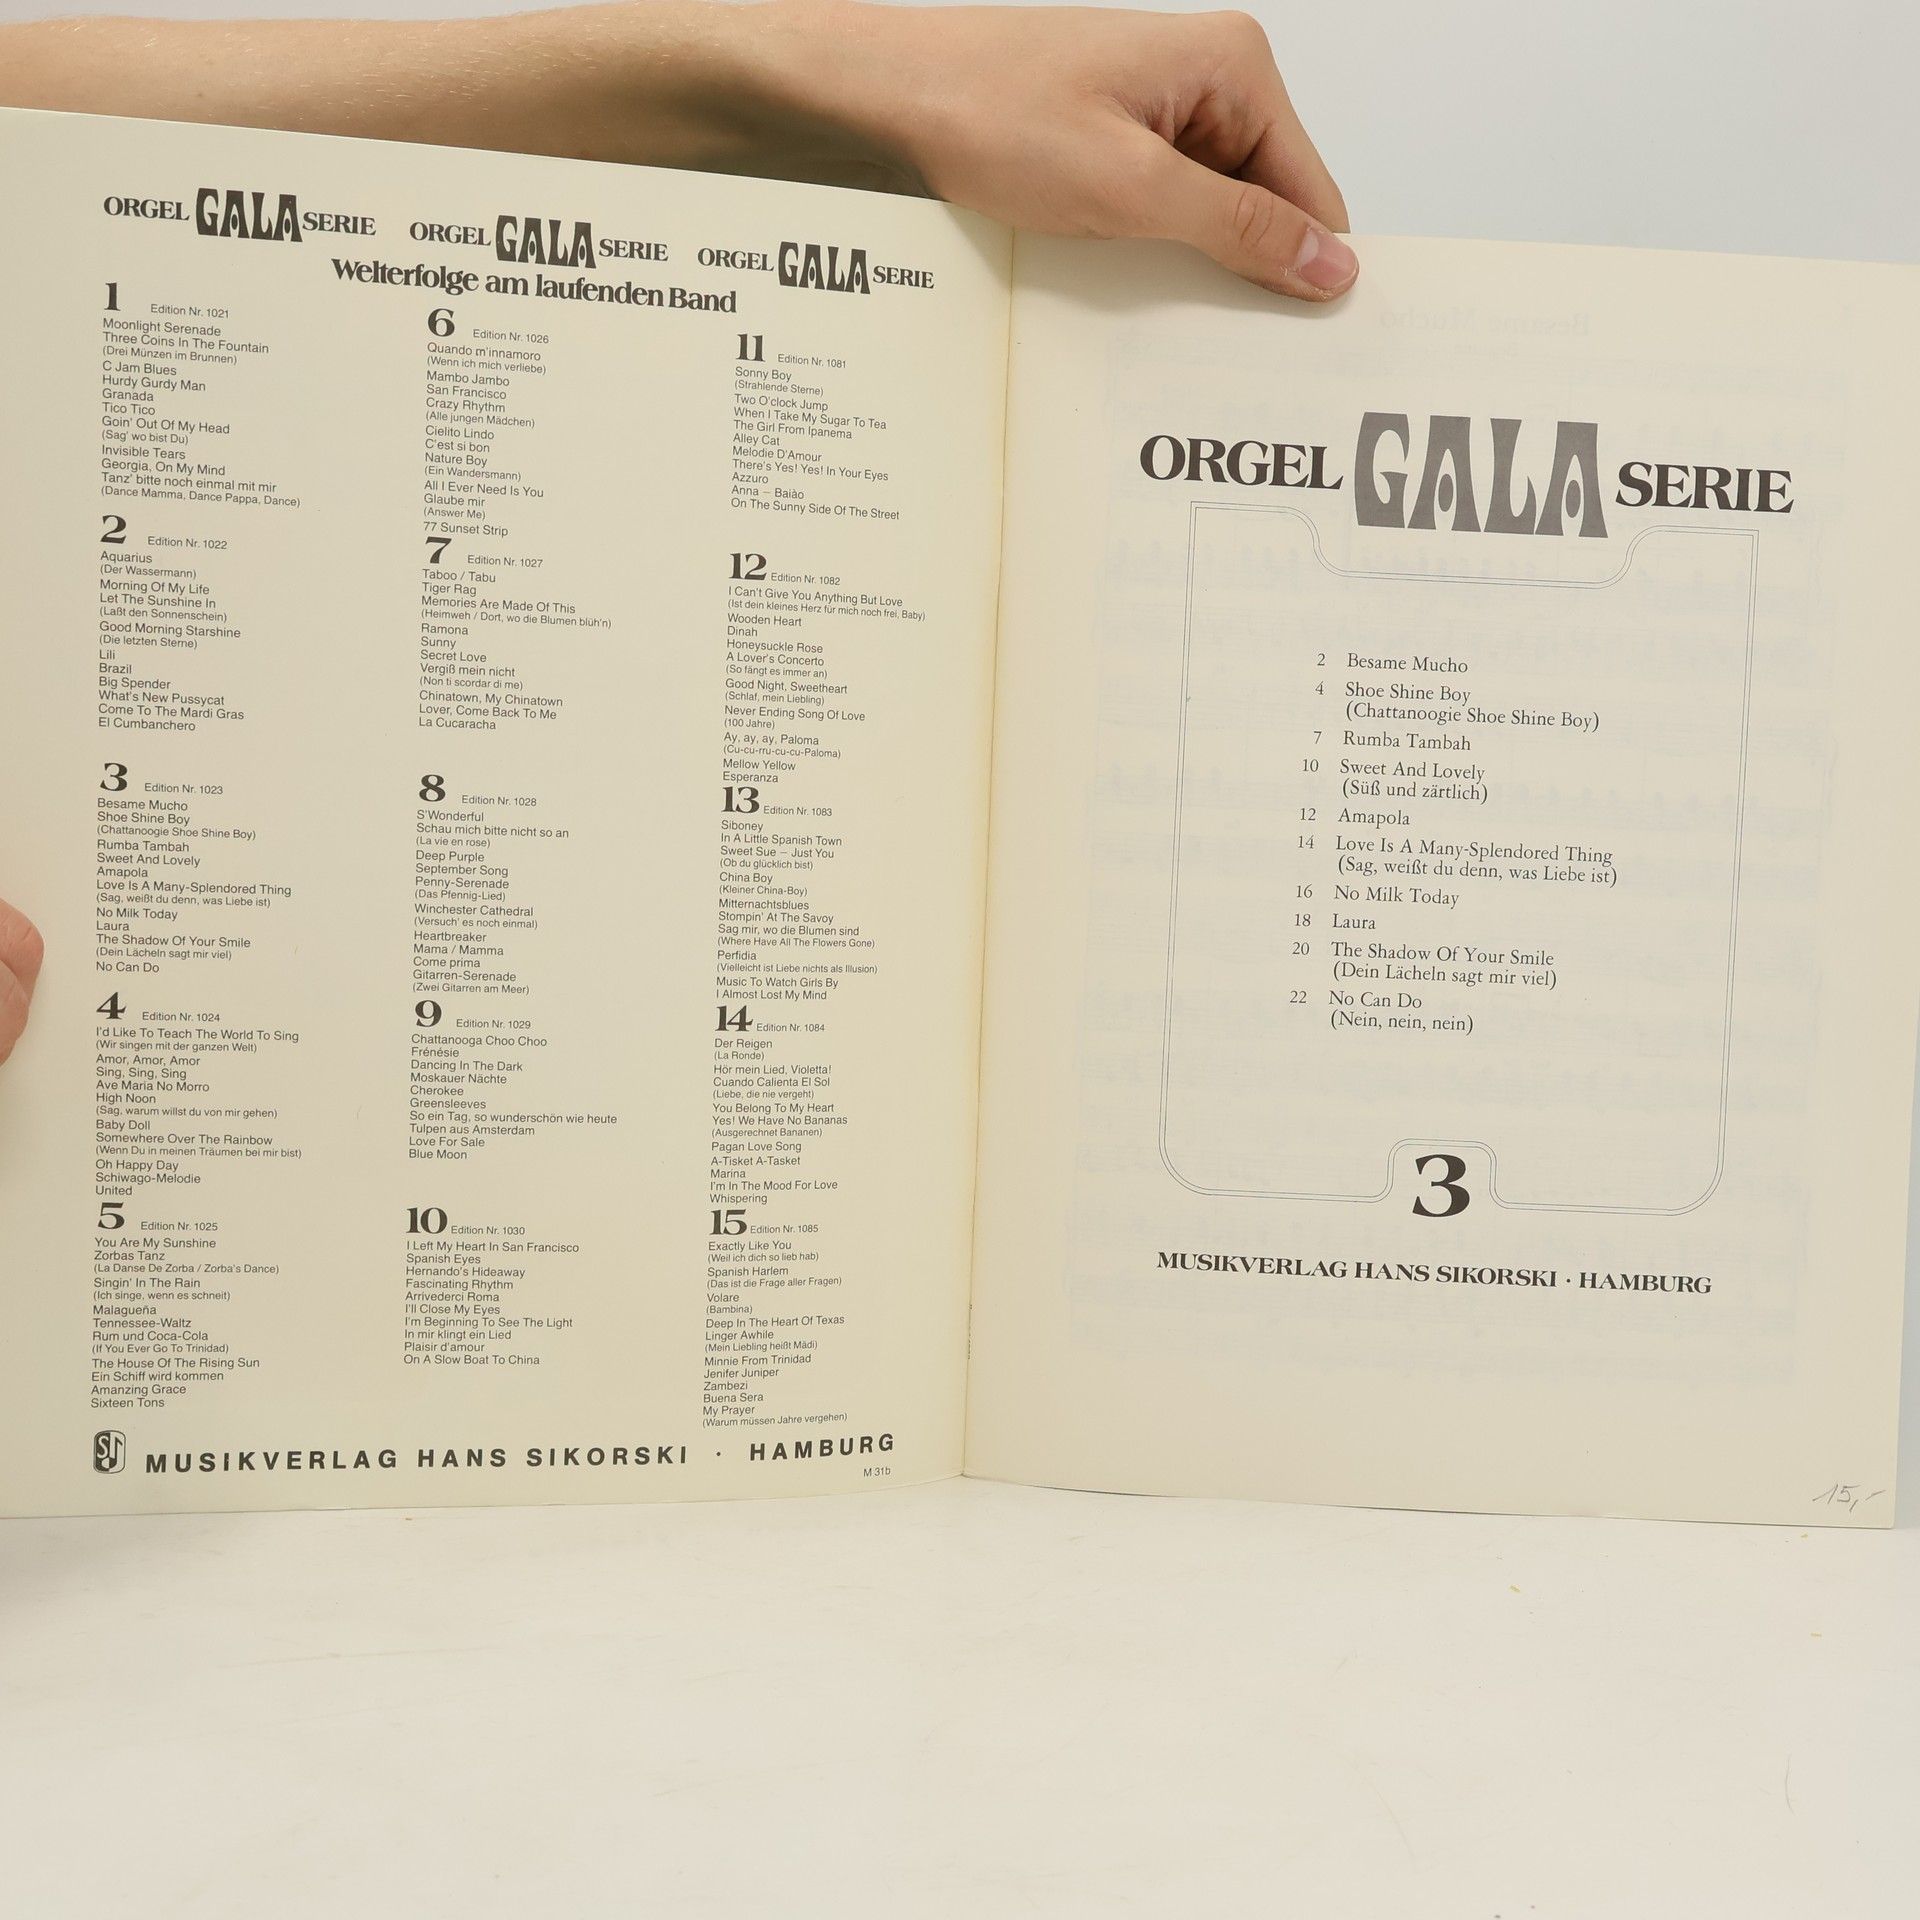 ORGEL GALA SERIE ORGEL GALA SERIE ORGEL GALA SERIE
Welterfolge am laufenden Band
1 Edition Nr. 1021
Moonlight Serenade
Three Coins In The Fountain
(Drei Münzen im Brunnen)
C Jam Blues
Hurdy Gurdy Man
Granada
Tico Tico
Goin' Out Of My Head
(Sag' wo bist Du)
Invisible Tears
Georgia, On My Mind
Tanz' bitte noch einmal mit mir
(Dance Mamma, Dance Pappa, Dance)
2 Edition Nr. 1022
Aquarius
(Der Wassermann)
Morning Of My Life
Let The Sunshine In
(Laßt den Sonnenschein)
Good Morning Starshine
(Die letzten Sterne)
Lili
Brazil
Big Spender
What's New Pussycat
Come To The Mardi Gras
El Cumbanchero
3 Edition Nr. 1023
Besame Mucho
Shoe Shine Boy
(Chattanoogie Shoe Shine Boy)
Rumba Tambah
Sweet And Lovely
Amapola
Love Is A Many-Splendored Thing
(Sag, weißt du denn, was Liebe ist)
No Milk Today
Laura
The Shadow Of Your Smile
(Dein Lächeln sagt mir viel)
No Can Do
4 Edition Nr. 1024
I'd Like To Teach The World To Sing
(Wir singen mit der ganzen Welt)
Amor, Amor, Amor
Sing, Sing, Sing
Ave Maria No Morro
High Noon
(Sag, warum willst du von mir gehen)
Baby Doll
Somewhere Over The Rainbow
(Wenn Du in meinen Träumen bei mir bist)
Oh Happy Day
Schiwago-Melodie
United
5 Edition Nr. 1025
You Are My Sunshine
Zorbas Tanz
(La Danse De Zorba / Zorba's Dance)
Singin' In The Rain
(Ich singe, wenn es schneit)
Malagueña
Tennessee-Waltz
Rum und Coca-Cola
(If You Ever Go To Trinidad)
The House Of The Rising Sun
Ein Schiff wird kommen
Amanzing Grace
Sixteen Tons
6 Edition Nr. 1026
Quando m'innamoro
(Wenn ich mich verliebe)
Mambo Jambo
San Francisco
Crazy Rhythm
(Alle jungen Mädchen)
Cielito Lindo
C'est si bon
Nature Boy
(Ein Wandersmann)
All I Ever Need Is You
Glaube mir
(Answer Me)
77 Sunset Strip
7 Edition Nr. 1027
Taboo / Tabu
Tiger Rag
Memories Are Made Of This
(Heimweh / Dort, wo die Blumen blüh'n)
Ramona
Sunny
Secret Love
Vergiß mein nicht
(Non ti scordar di me)
Chinatown, My Chinatown
Lover, Come Back To Me
La Cucaracha
8 Edition Nr. 1028
S'Wonderful
Schau mich bitte nicht so an
(La vie en rose)
Deep Purple
September Song
Penny-Serenade
(Das Pfennig-Lied)
Winchester Cathedral
(Versuch' es noch einmal)
Heartbreaker
Mama / Mamma
Come prima
Gitarren-Serenade
(Zwei Gitarren am Meer)
9 Edition Nr. 1029
Chattanooga Choo Choo
Frénésie
Dancing In The Dark
Moskauer Nächte
Cherokee
Greensleeves
So ein Tag, so wunderschön wie heute
Tulpen aus Amsterdam
Love For Sale
Blue Moon
10 Edition Nr. 1030
I Left My Heart In San Francisco
Spanish Eyes
Hernando's Hideaway
Fascinating Rhythm
Arrivederci Roma
I'll Close My Eyes
I'm Beginning To See The Light
In mir klingt ein Lied
Plaisir d'amour
On A Slow Boat To China
11 Edition Nr. 1081
Sonny Boy
(Strahlende Sterne)
Two O'clock Jump
When I Take My Sugar To Tea
The Girl From Ipanema
Alley Cat
Melodie D'Amour
There's Yes! Yes! In Your Eyes
Azzuro
Anna – Baião
On The Sunny Side Of The Street
12 Edition Nr. 1082
I Can't Give You Anything But Love
(Ist dein kleines Herz für mich noch frei, Baby)
Wooden Heart
Dinah
Honeysuckle Rose
A Lover's Concerto
(So fängt es immer an)
Good Night, Sweetheart
(Schlaf, mein Liebling)
Never Ending Song Of Love
(100 Jahre)
Ay, ay, ay, Paloma
(Cu-cu-rru-cu-cu-Paloma)
Mellow Yellow
Esperanza
13 Edition Nr. 1083
Siboney
In A Little Spanish Town
Sweet Sue – Just You
(Ob du glücklich bist)
China Boy
(Kleiner China-Boy)
Mitternachtsblues
Stompin' At The Savoy
Sag mir, wo die Blumen sind
(Where Have All The Flowers Gone)
Perfidia
(Vielleicht ist Liebe nichts als Illusion)
Music To Watch Girls By
I Almost Lost My Mind
14 Edition Nr. 1084
Der Reigen
(La Ronde)
Hör mein Lied, Violetta!
Cuando Calienta El Sol
(Liebe, die nie vergeht)
You Belong To My Heart
Yes! We Have No Bananas
(Ausgerechnet Bananen)
Pagan Love Song
A-Tisket A-Tasket
Marina
I'm In The Mood For Love
Whispering
15 Edition Nr. 1085
Exactly Like You
(Weil ich dich so lieb hab)
Spanish Harlem
(Das ist die Frage aller Fragen)
Volare
(Bambina)
Deep In The Heart Of Texas
Linger Awhile
(Mein Liebling heißt Mädi)
Minnie From Trinidad
Jenifer Juniper
Zambezi
Buena Sera
My Prayer
(Warum müssen Jahre vergehen)
MUSIKVERLAG HANS SIKORSKI · HAMBURG
M 31b
ORGEL GALA SERIE
2 Besame Mucho
4 Shoe Shine Boy
(Chattanoogie Shoe Shine Boy)
7 Rumba Tambah
10 Sweet And Lovely
(Süß und zärtlich)
12 Amapola
14 Love Is A Many-Splendored Thing
(Sag, weißt du denn, was Liebe ist)
16 No Milk Today
18 Laura
20 The Shadow Of Your Smile
(Dein Lächeln sagt mir viel)
22 No Can Do
(Nein, nein, nein)
3
MUSIKVERLAG HANS SIKORSKI · HAMBURG
15,-